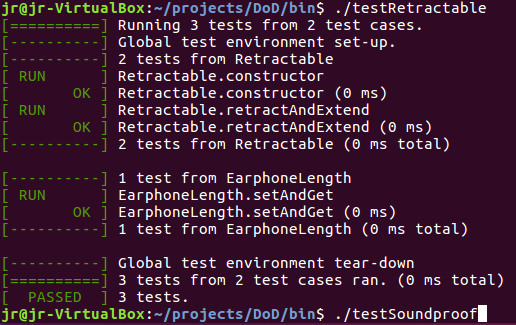 jr@jr-VirtualBox:~/projects/DoD/bin$ ./testRetractable
[==========] Running 3 tests from 2 test cases.
[----------] Global test environment set-up.
[----------] 2 tests from Retractable
[ RUN      ] Retractable.constructor
[       OK ] Retractable.constructor (0 ms)
[ RUN      ] Retractable.retractAndExtend
[       OK ] Retractable.retractAndExtend (0 ms)
[----------] 2 tests from Retractable (0 ms total)

[----------] 1 test from EarphoneLength
[ RUN      ] EarphoneLength.setAndGet
[       OK ] EarphoneLength.setAndGet (0 ms)
[----------] 1 test from EarphoneLength (0 ms total)

[----------] Global test environment tear-down
[==========] 3 tests from 2 test cases ran. (0 ms total)
[  PASSED  ] 3 tests.
jr@jr-VirtualBox:~/projects/DoD/bin$ ./testSoundproof